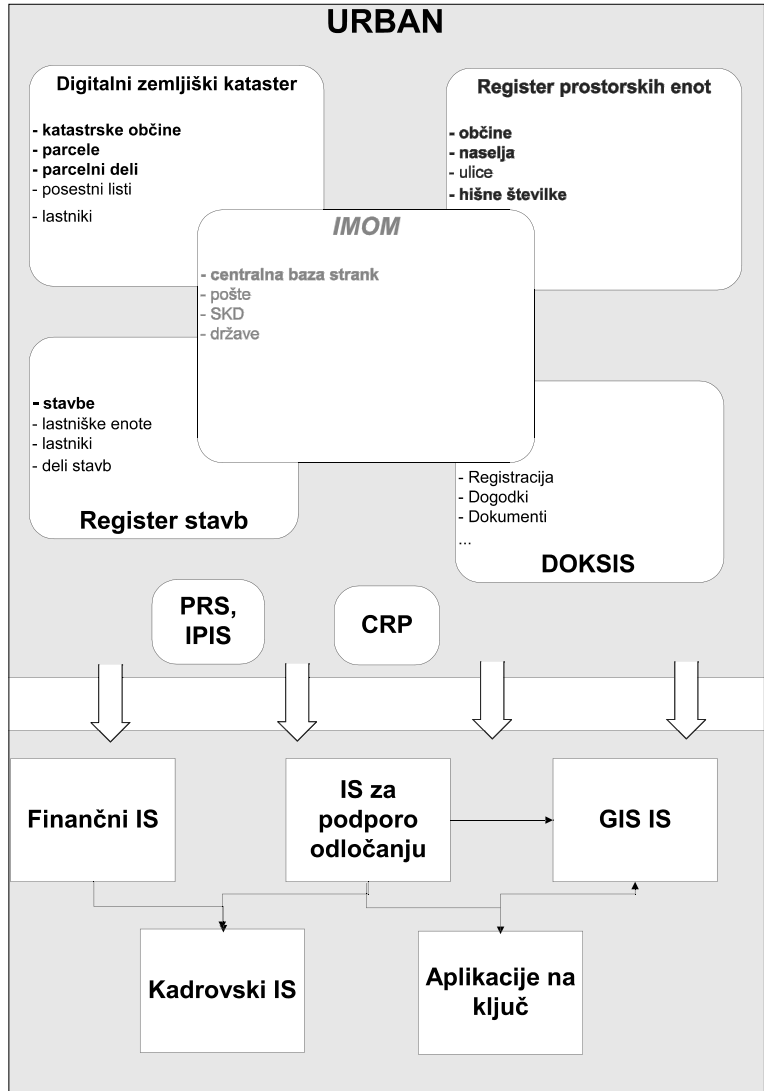 URBAN
Digitalni zemljiški kataster
- katastrske občine
- parcele
- parcelni deli
- posestni listi
- lastniki
Register prostorskih enot
- občine
- naselja
- ulice
- hišne številke
IMOM
- centralna baza strank
- pošte
- SKD
- države
- stavbe
- lastniške enote
- lastniki
- deli stavb
Register stavb
- Registracija
- Dogodki
- Dokumenti
...
DOKSIS
PRS,
IPIS
CRP
Finančni IS
IS za
podporo
odločanju
GIS IS
Kadrovski IS
Aplikacije na
ključ